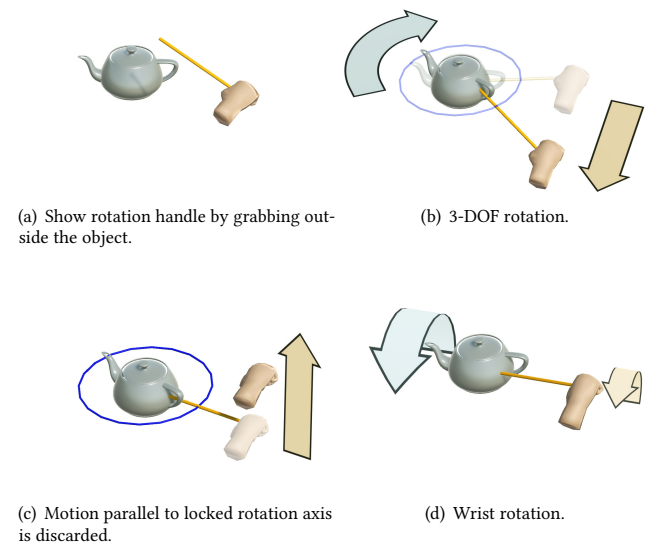 (a) Show rotation handle by grabbing out-
side the object.
(b) 3-DOF rotation.
(c) Motion parallel to locked rotation axis
is discarded.
(d) Wrist rotation.